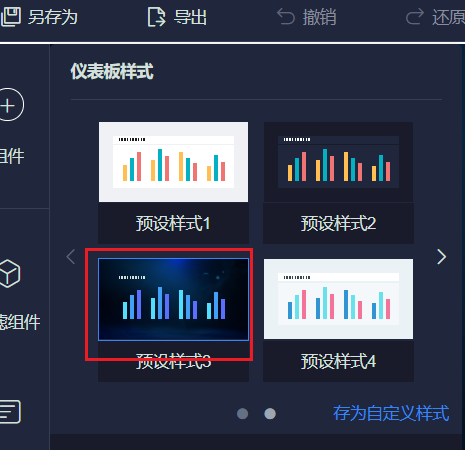 另存为 导出 撤销 还原
仪表板样式
组件
预设样式1 预设样式2
滤组件
预设样式3 预设样式4
存为自定义样式